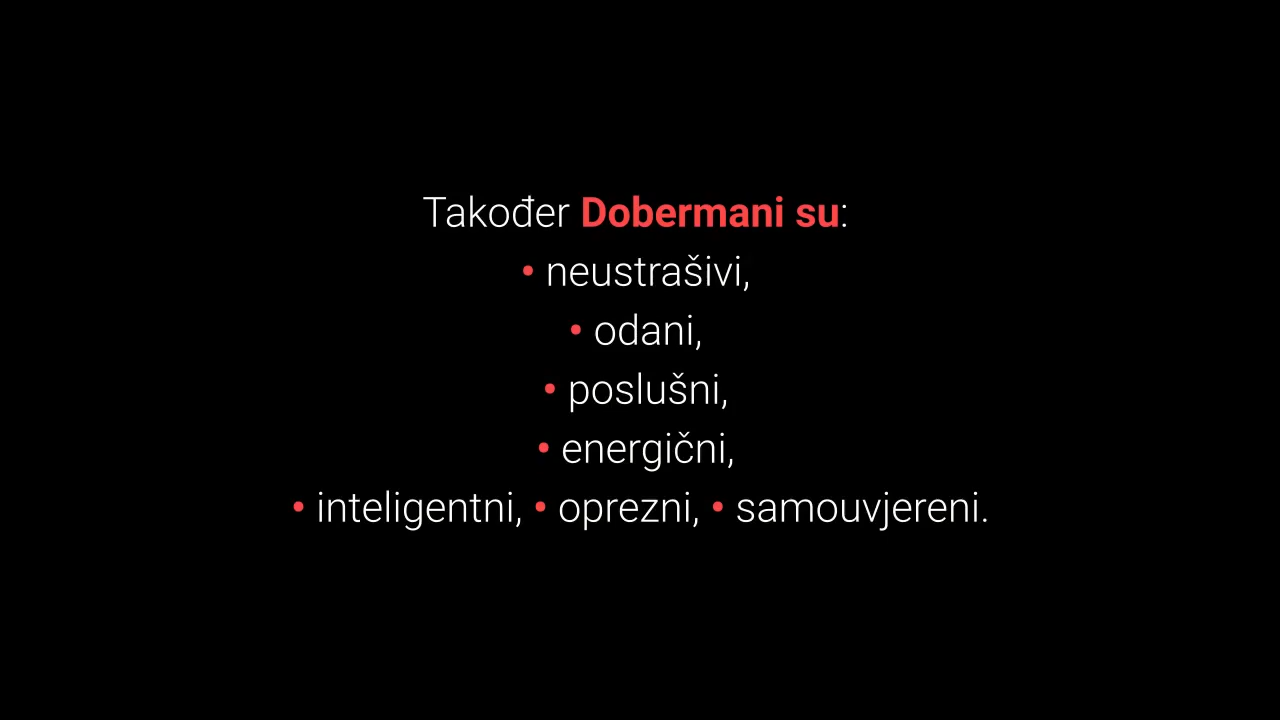 Također Dobermani su:
• neustrašivi,
• odani,
• poslušni,
• energični,
• inteligentni, • oprezni, • samouvjereni.